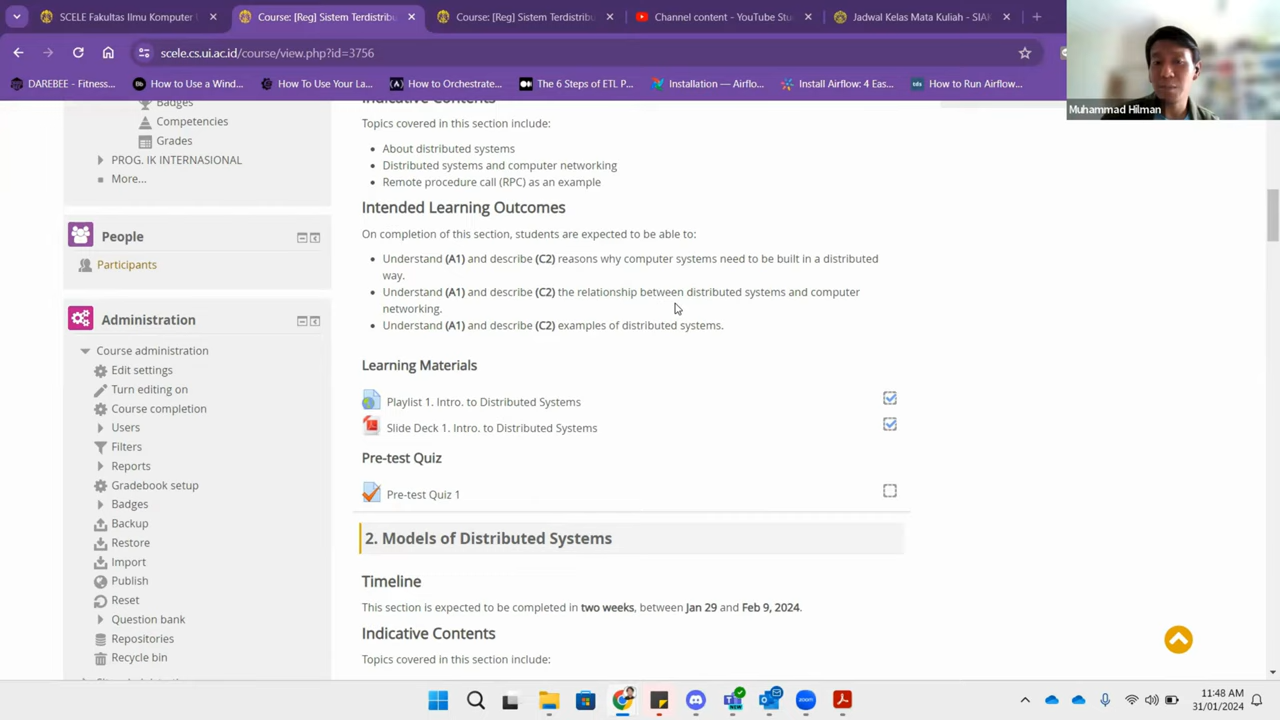 SCELE Fakultas Ilmu Komputer
Course: [Reg] Sistem Terdistribu
Course: [Reg] Sistem Terdistribu
Channel content - YouTube Stu
Jadwal Kelas Mata Kuliah - SIAK
scele.cs.ui.ac.id/course/view.php?id=3756
DAREBEE - Fitness...
How to Use a Wind...
How To Use Your La...
How to Orchestrate...
The 6 Steps of ETL P...
Installation — Airflo...
Install Airflow: 4 Eas...
How to Run Airflow...
Muhammad Hilman
Badges
Competencies
Grades
PROG. IK INTERNASIONAL
More...
People
Participants
Administration
Course administration
Edit settings
Turn editing on
Course completion
Users
Filters
Reports
Gradebook setup
Badges
Backup
Restore
Import
Publish
Reset
Question bank
Repositories
Recycle bin
Indicative Contents
Topics covered in this section include:
About distributed systems
Distributed systems and computer networking
Remote procedure call (RPC) as an example
Intended Learning Outcomes
On completion of this section, students are expected to be able to:
Understand (A1) and describe (C2) reasons why computer systems need to be built in a distributed
way.
Understand (A1) and describe (C2) the relationship between distributed systems and computer
networking.
Understand (A1) and describe (C2) examples of distributed systems.
Learning Materials
Playlist 1. Intro. to Distributed Systems
Slide Deck 1. Intro. to Distributed Systems
Pre-test Quiz
Pre-test Quiz 1
2. Models of Distributed Systems
Timeline
This section is expected to be completed in two weeks, between Jan 29 and Feb 9, 2024.
Indicative Contents
Topics covered in this section include:
11:48 AM
31/01/2024